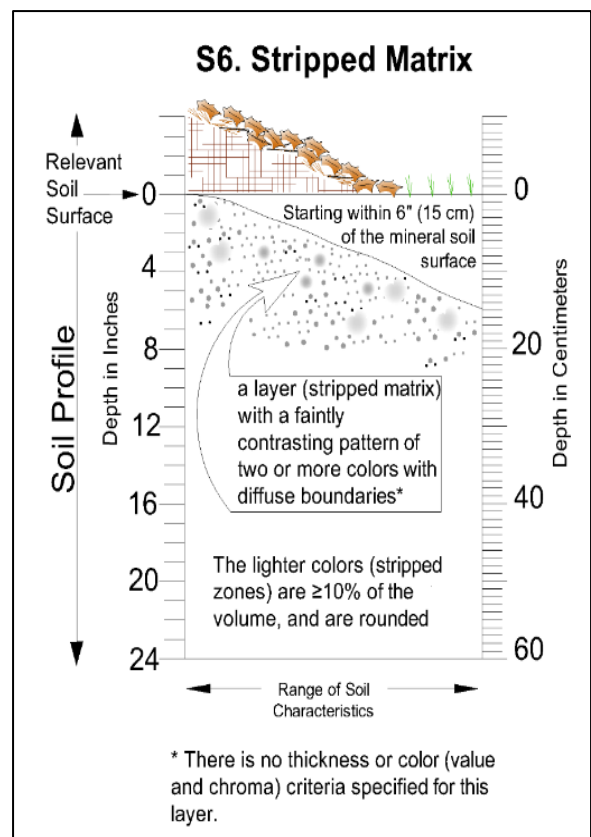 S6. Stripped Matrix
Relevant
Soil
Surface
Soil Profile
Depth in Inches
0
4
8
12
16
20
24
Starting within 6" (15 cm)
of the mineral soil
surface
a layer (stripped matrix)
with a faintly
contrasting pattern of
two or more colors with
diffuse boundaries*
The lighter colors (stripped
zones) are ≥10% of the
volume, and are rounded
0
20
40
60
Depth in Centimeters
Range of Soil
Characteristics
* There is no thickness or color (value
and chroma) criteria specified for this
layer.